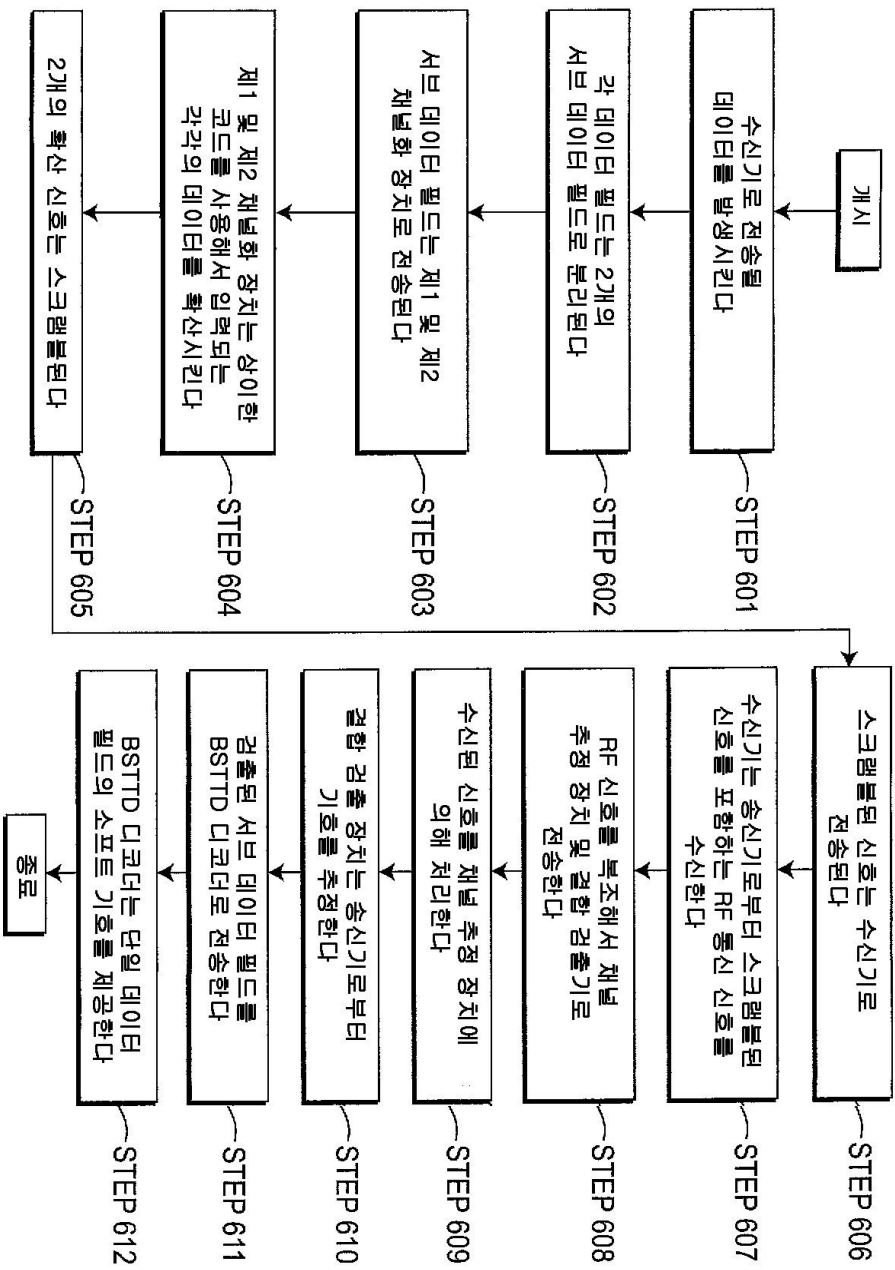 개시
수신기로 전송될
데이터를 발생시킨다
STEP 601
각 데이터 필드는 2개의
서브 데이터 필드로 분리된다
STEP 602
서브 데이터 필드는 제1 및 제2
채널화 장치로 전송된다
STEP 603
제1 및 제2 채널화 장치는 상이한
코드를 사용해서 입력되는
각각의 데이터를 확산시킨다
STEP 604
2개의 확산 신호는 스크램블된다
STEP 605
스크램블된 신호는 수신기로
전송된다
STEP 606
수신기는 송신기로부터 스크램블된
신호를 포함하는 RF 통신 신호를
수신한다
STEP 607
RF 신호를 복조해서 채널
추정 장치 및 결합 검출기로
전송한다
STEP 608
수신된 신호를 채널 추정 장치에
의해 처리한다
STEP 609
결합 검출 장치는 송신기로부터
기호를 추정한다
STEP 610
검출된 서브 데이터 필드를
BSTTD 디코더로 전송한다
STEP 611
BSTTD 디코더는 단일 데이터
필드의 소프트 기호를 제공한다
STEP 612
종료